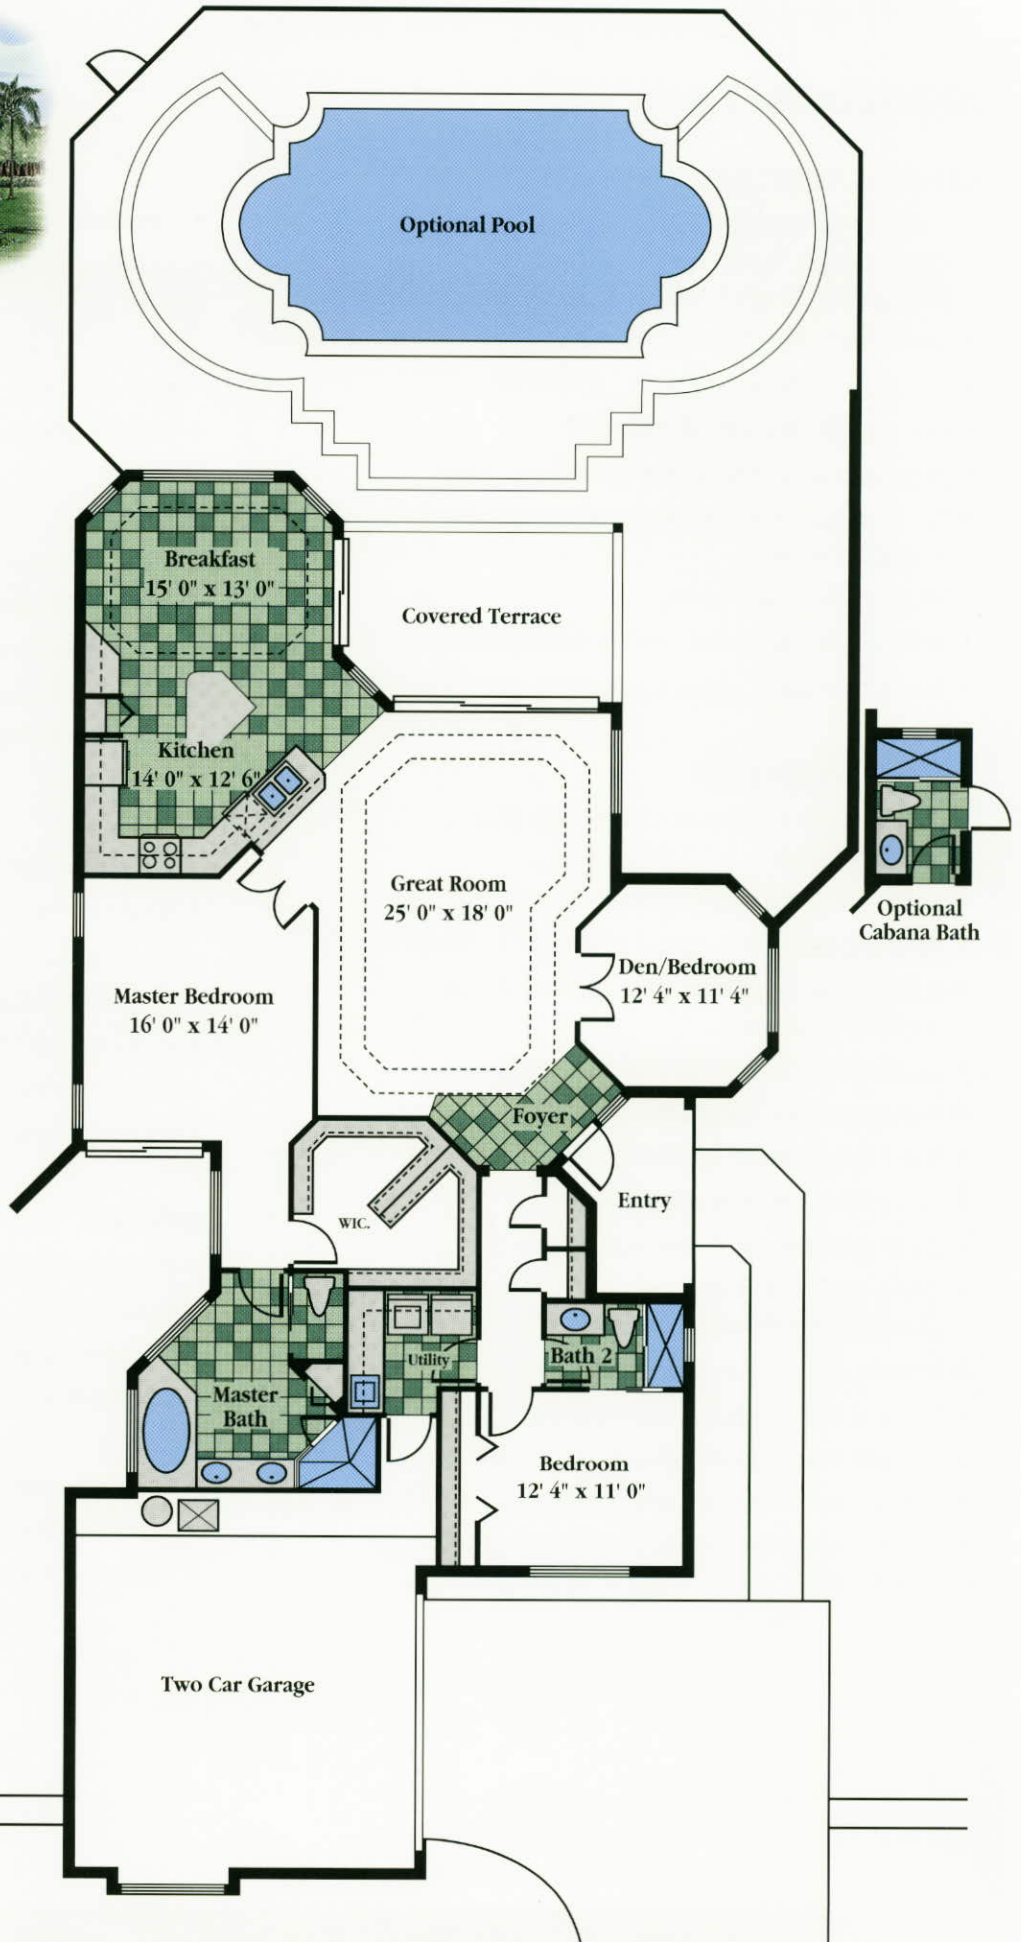 Optional Pool
Breakfast
15' 0" x 13' 0"
Covered Terrace
Kitchen
14' 0" x 12' 6"
Great Room
25' 0" x 18' 0"
Optional
Cabana Bath
Den/Bedroom
12' 4" x 11' 4"
Master Bedroom
16' 0" x 14' 0"
Foyer
Entry
WIC.
Utility
Bath 2
Master
Bath
Bedroom
12' 4" x 11' 0"
Two Car Garage